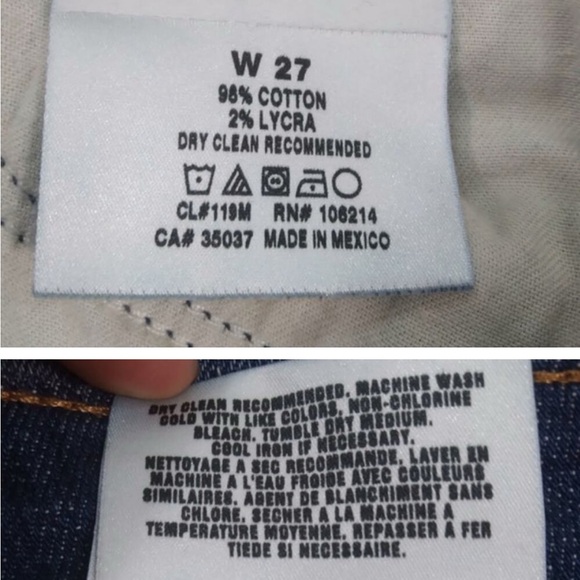 W 27
98% COTTON
2% LYCRA
DRY CLEAN RECOMMENDED
CL#119M RN# 106214
CA# 35037 MADE IN MEXICO
DRY CLEAN RECOMMENDED. MACHINE WASH
COLD WITH LIKE COLORS, NON-CHLORINE
BLEACH. TUMBLE DRY MEDIUM.
COOL IRON IF NECESSARY.
NETTOYAGE A SEC RECOMMANDE. LAVER EN
MACHINE A L'EAU FROIDE AVEC COULEURS
SIMILAIRES. AGENT DE BLANCHIMENT SANS
CHLORE, SECHER A LA MACHINE A
TEMPERATURE MOYENNE. REPASSER A FER
TIEDE SI NECESSAIRE.